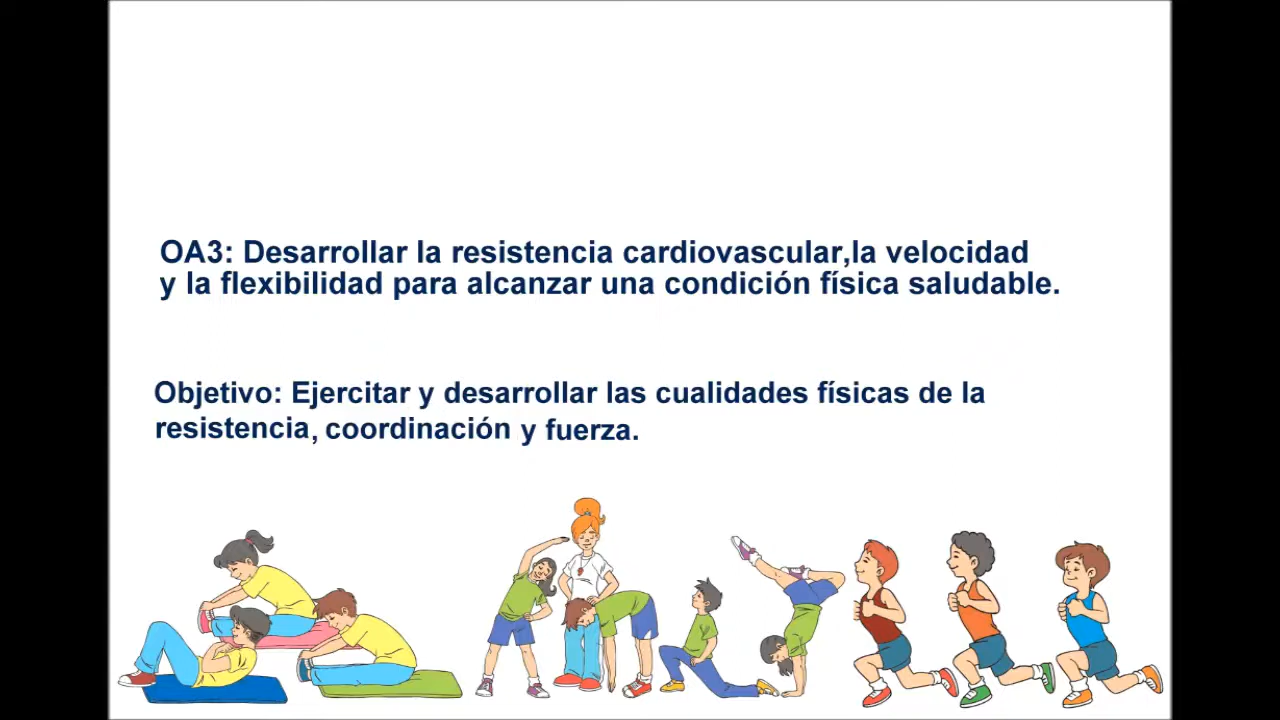 OA3: Desarrollar la resistencia cardiovascular,la velocidad
y la flexibilidad para alcanzar una condición física saludable.
Objetivo: Ejercitar y desarrollar las cualidades físicas de la
resistencia, coordinación y fuerza.